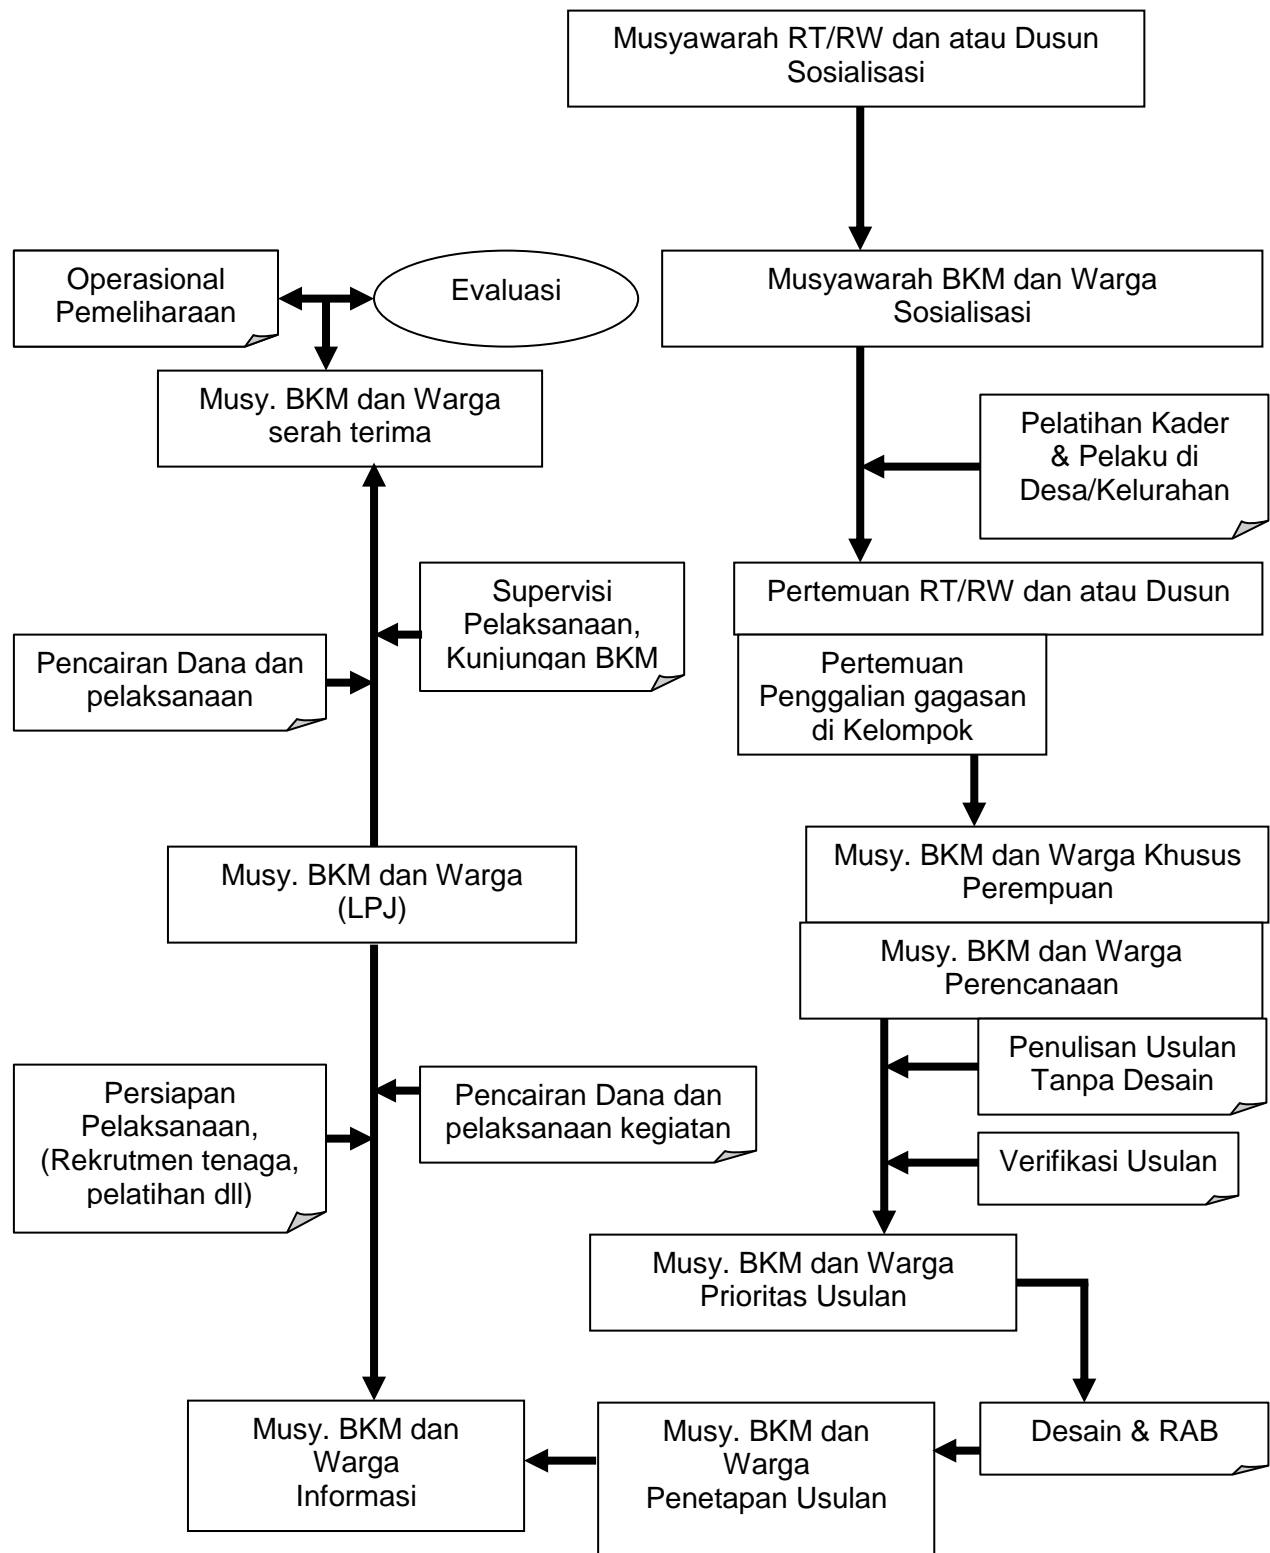 Musyawarah RT/RW dan atau Dusun
Sosialisasi
Musyawarah BKM dan Warga
Sosialisasi
Operasional
Pemeliharaan
Evaluasi
Musy. BKM dan Warga
serah terima
Pelatihan Kader
& Pelaku di
Desa/Kelurahan
Pertemuan RT/RW dan atau Dusun
Supervisi
Pelaksanaan,
Kunjungan BKM
Pencairan Dana dan
pelaksanaan
Pertemuan
Penggalian gagasan
di Kelompok
Musy. BKM dan Warga Khusus
Perempuan
Musy. BKM dan Warga
(LPJ)
Musy. BKM dan Warga
Perencanaan
Penulisan Usulan
Tanpa Desain
Persiapan
Pelaksanaan,
(Rekrutmen tenaga,
pelatihan dll)
Pencairan Dana dan
pelaksanaan kegiatan
Verifikasi Usulan
Musy. BKM dan Warga
Prioritas Usulan
Desain & RAB
Musy. BKM dan
Warga
Penetapan Usulan
Musy. BKM dan
Warga
Informasi